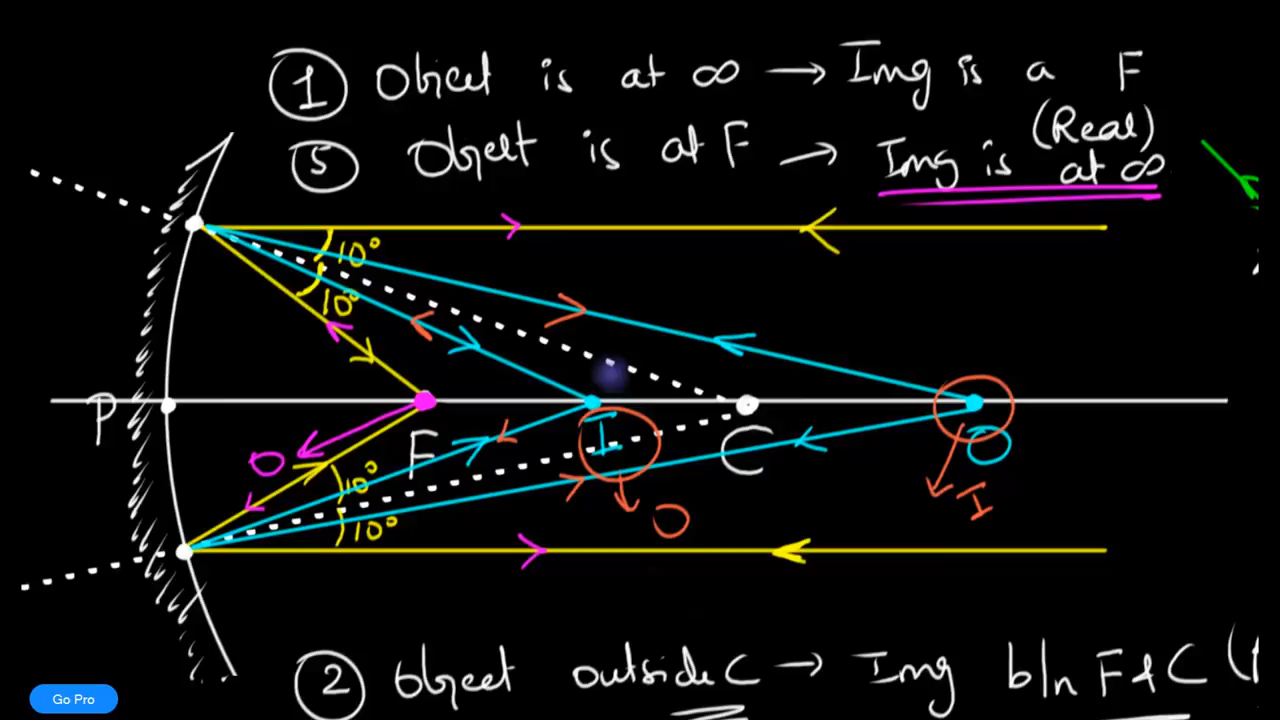 ① Object is at ∞ → Img is a F
(Real)
⑤ Object is at F → Img is at ∞
10°
10°
P
F
I
C
O
O
10°
10°
O
I
② Object outside C → Img b/n F & C (
Go Pro